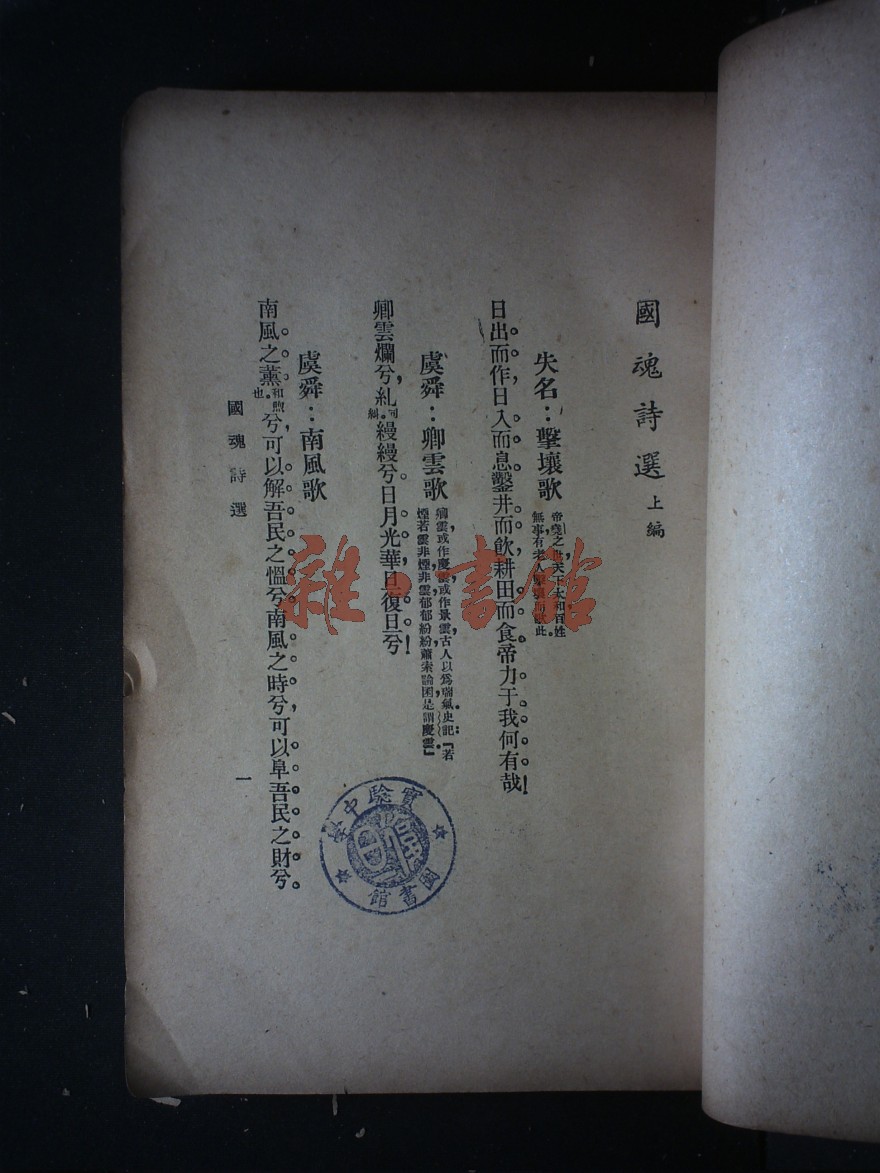 國魂詩選 上編
失名：擊壤歌 帝堯之世，天下太和，百姓
無事，有老人擊壤而歌此。
日出而作，日入而息，鑿井而飲，耕田而食，帝力于我何有哉！
虞舜：卿雲歌 卿雲，或作慶雲，或作景雲，古人以為瑞氣。史記：『若
煙非煙，若雲非雲，郁郁紛紛，蕭索輪囷，是謂慶雲。』
卿雲爛兮，糺同糾。縵縵兮，日月光華，旦復旦兮！
虞舜：南風歌
南風之薰和煦也。兮，可以解吾民之慍兮，南風之時兮，可以阜吾民之財兮。
國魂詩選
一
實驗中學
圖書館
雜·書館